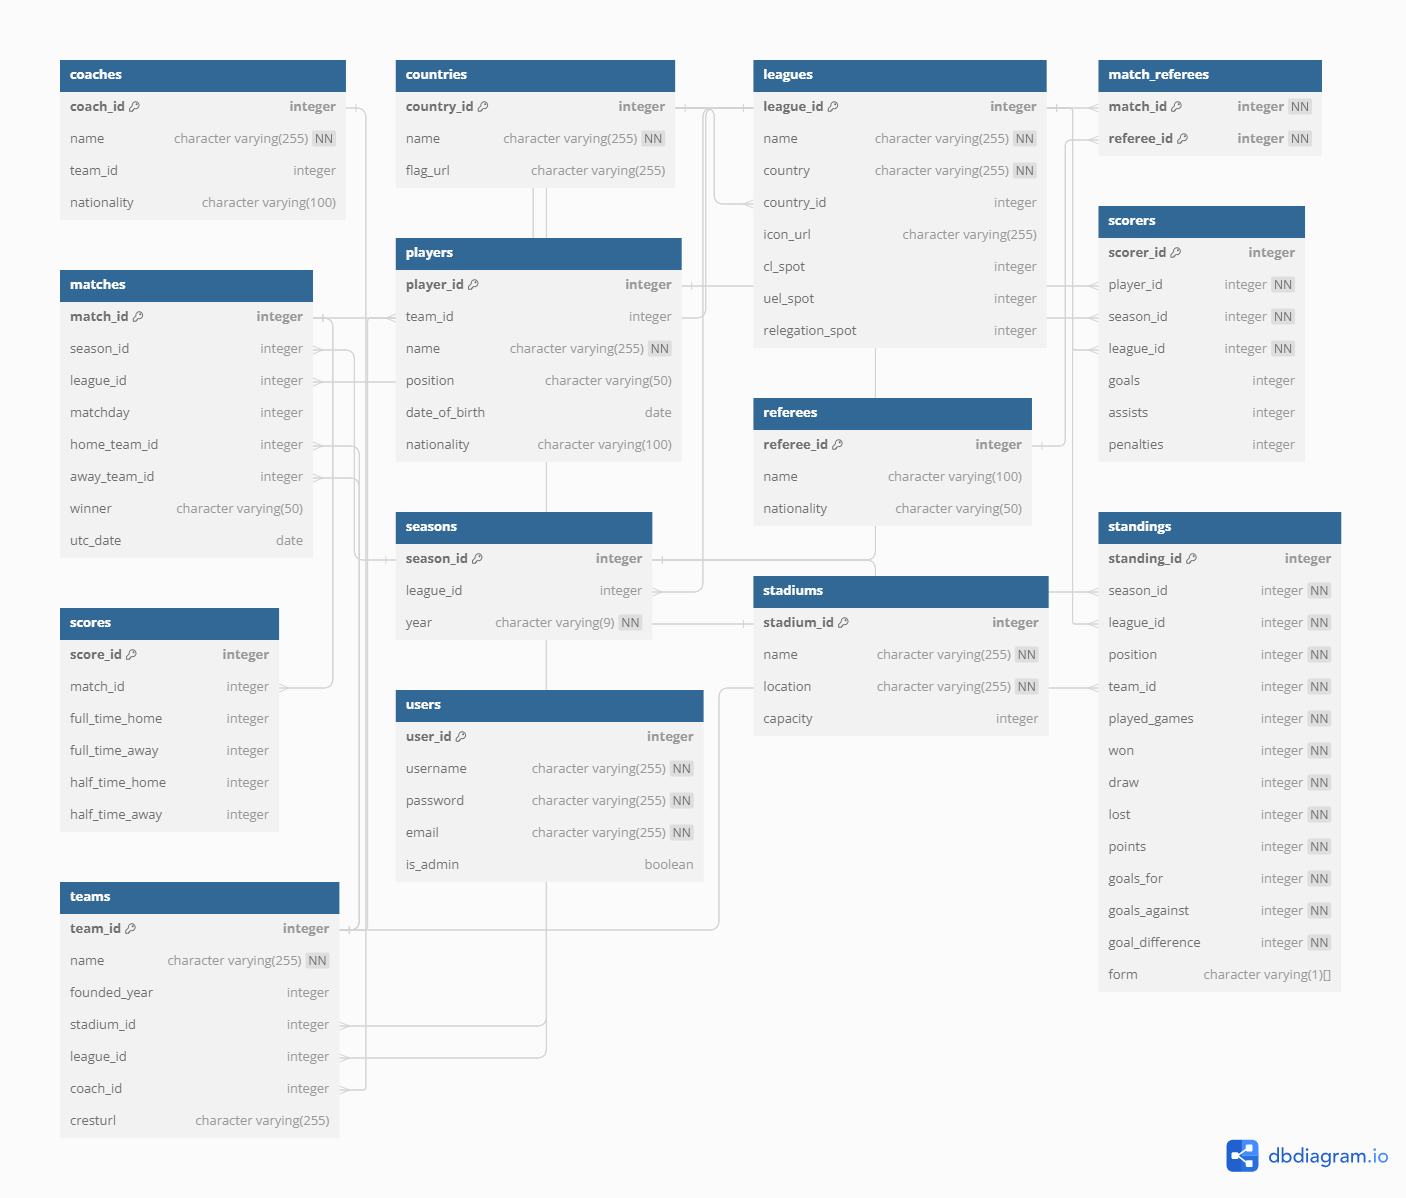 coaches
coach_id integer
name character varying(255) NN
team_id integer
nationality character varying(100)
matches
match_id integer
season_id integer
league_id integer
matchday integer
home_team_id integer
away_team_id integer
winner character varying(50)
utc_date date
scores
score_id integer
match_id integer
full_time_home integer
full_time_away integer
half_time_home integer
half_time_away integer
teams
team_id integer
name character varying(255) NN
founded_year integer
stadium_id integer
league_id integer
coach_id integer
cresturl character varying(255)
countries
country_id integer
name character varying(255) NN
flag_url character varying(255)
players
player_id integer
team_id integer
name character varying(255) NN
position character varying(50)
date_of_birth date
nationality character varying(100)
seasons
season_id integer
league_id integer
year character varying(9) NN
users
user_id integer
username character varying(255) NN
password character varying(255) NN
email character varying(255) NN
is_admin boolean
leagues
league_id integer
name character varying(255) NN
country character varying(255) NN
country_id integer
icon_url character varying(255)
cl_spot integer
uel_spot integer
relegation_spot integer
referees
referee_id integer
name character varying(100)
nationality character varying(50)
stadiums
stadium_id integer
name character varying(255) NN
location character varying(255) NN
capacity integer
match_referees
match_id integer NN
referee_id integer NN
scorers
scorer_id integer
player_id integer NN
season_id integer NN
league_id integer NN
goals integer
assists integer
penalties integer
standings
standing_id integer
season_id integer NN
league_id integer NN
position integer NN
team_id integer NN
played_games integer NN
won integer NN
draw integer NN
lost integer NN
points integer NN
goals_for integer NN
goals_against integer NN
goal_difference integer NN
form character varying(1)[]
dbdiagram.io